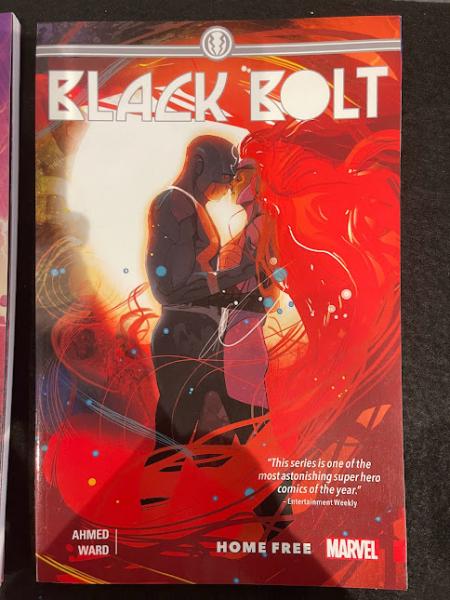 BLACK BOLT
"This series is one of the
most astonishing super hero
comics of the year."
- Entertainment Weekly
AHMED
WARD
HOME FREE
MARVEL